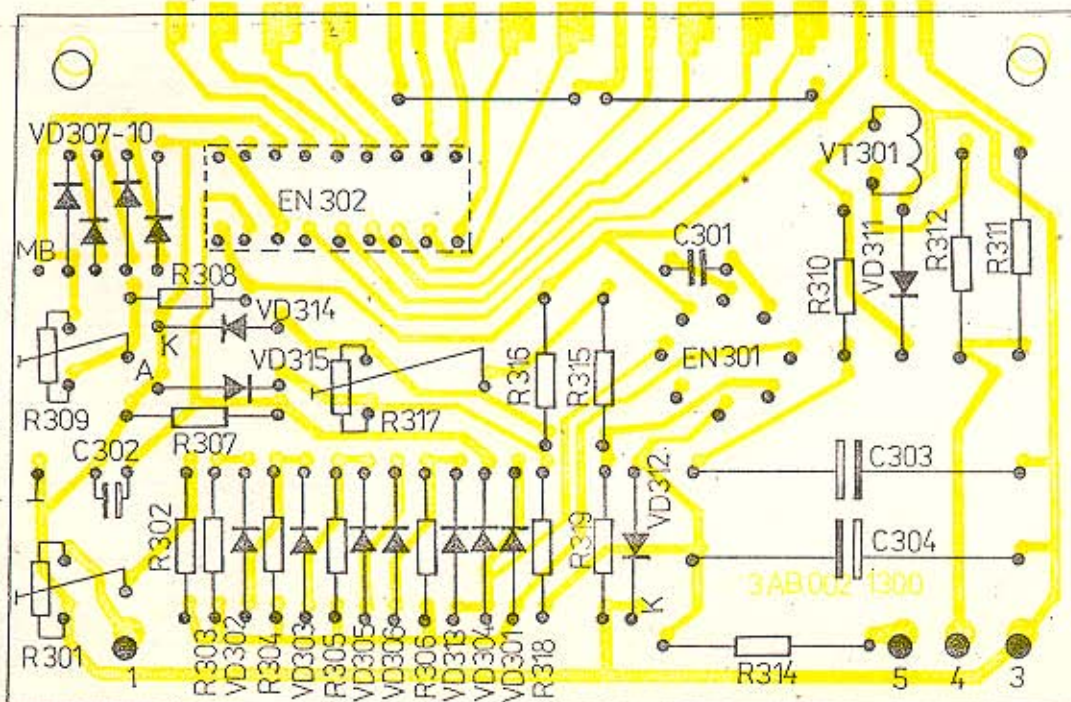 VD307-10
EN 302
VT301
MB
C301
R308
R310
VD311
R312
R311
VD314
K
A
VD315
R316
R315
EN301
R309
R307
R317
C302
C303
VD312
R302
R319
C304
3AB.002-1300
K
R301
1
R303
VD302
R304
VD303
R305
VD305
VD306
R306
VD313
VD304
VD301
R318
R314
5
4
3